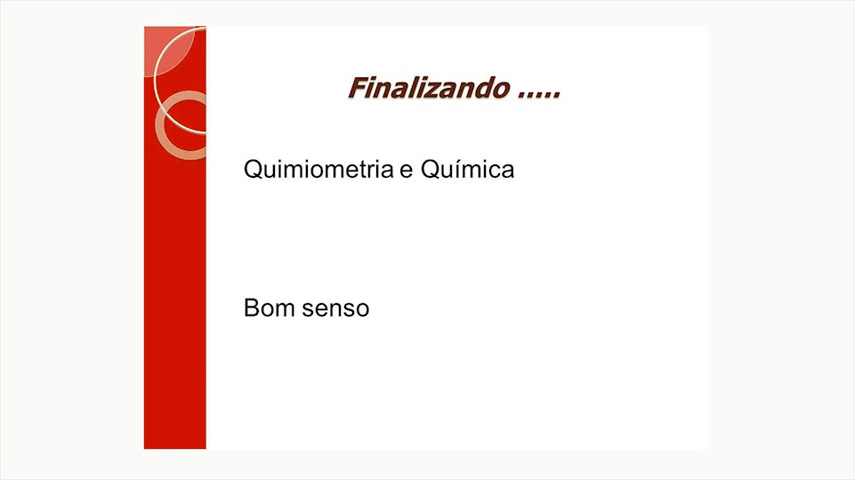 Finalizando .....
Quimiometria e Química
Bom senso